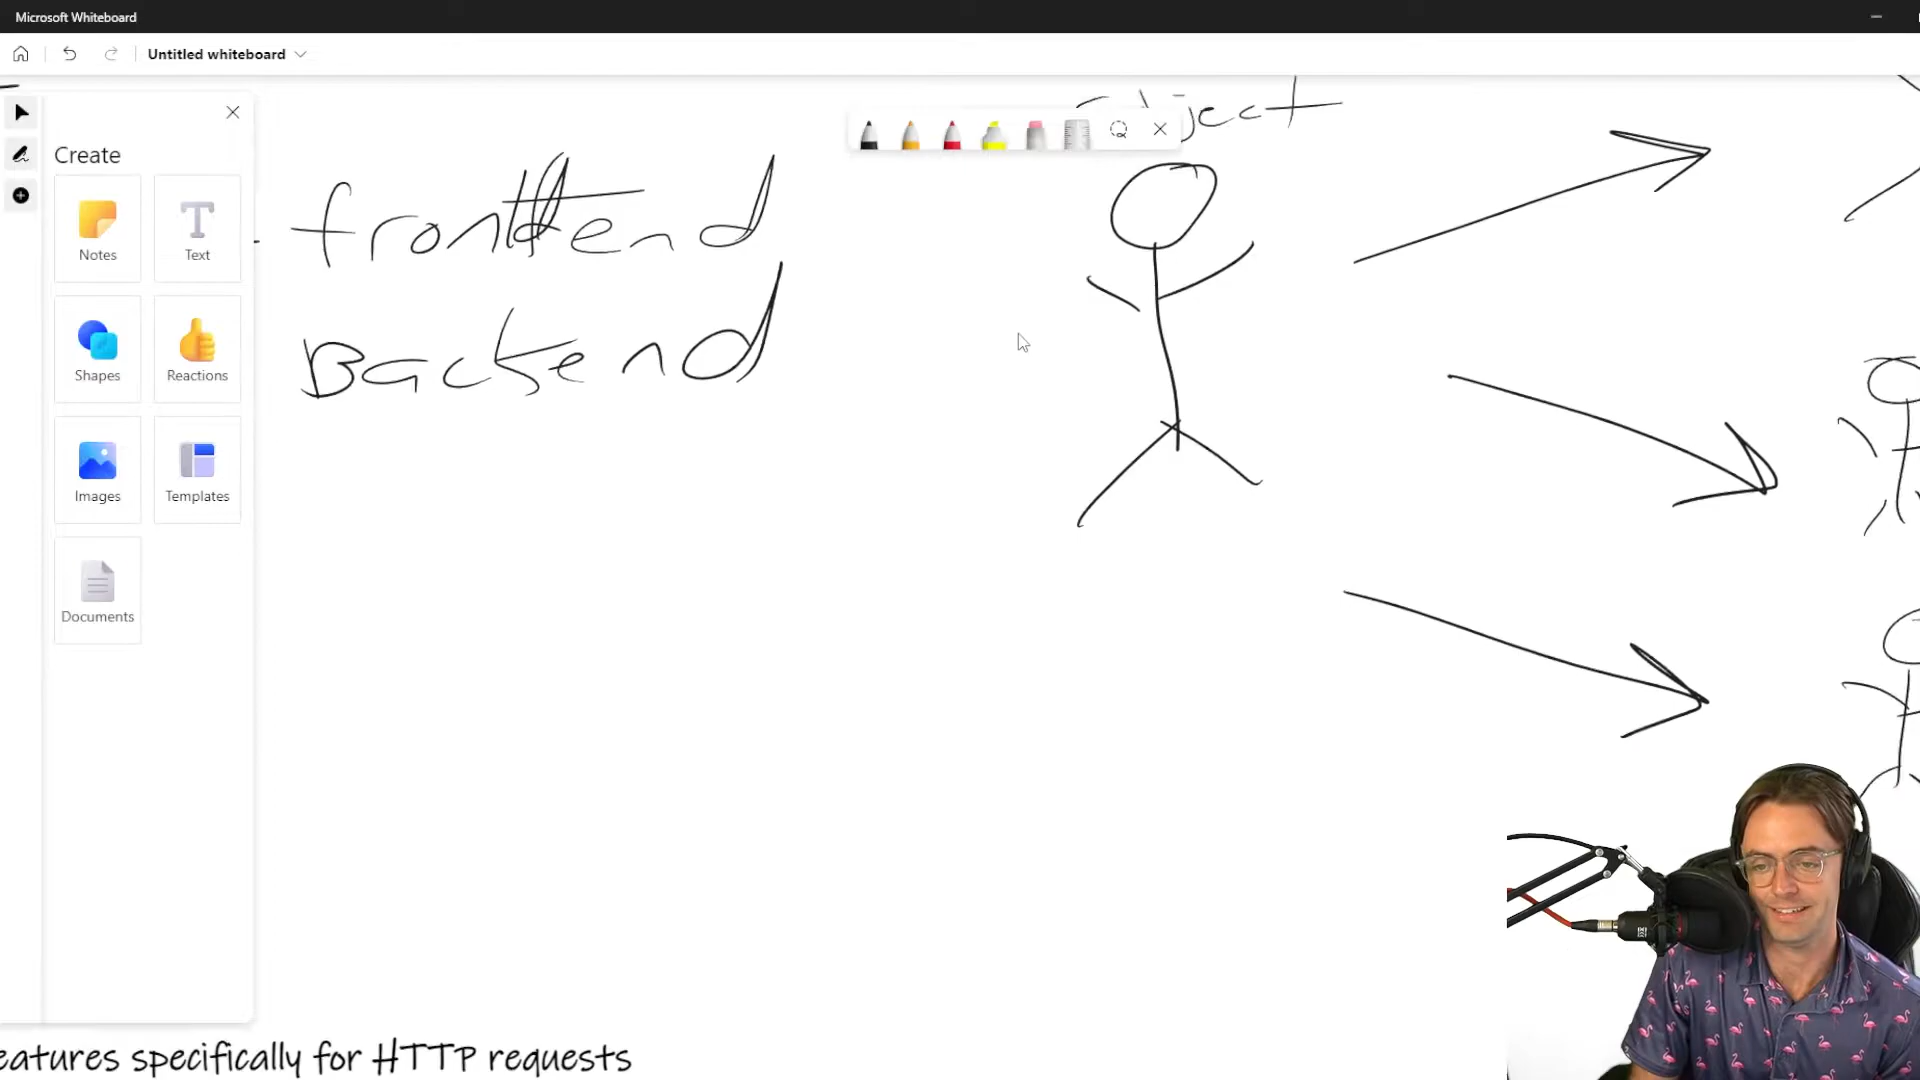 Microsoft Whiteboard
Untitled whiteboard
Create
Notes
Text
Shapes
Reactions
Images
Templates
Documents
frontend
Backend
eatures specifically for HTTP requests